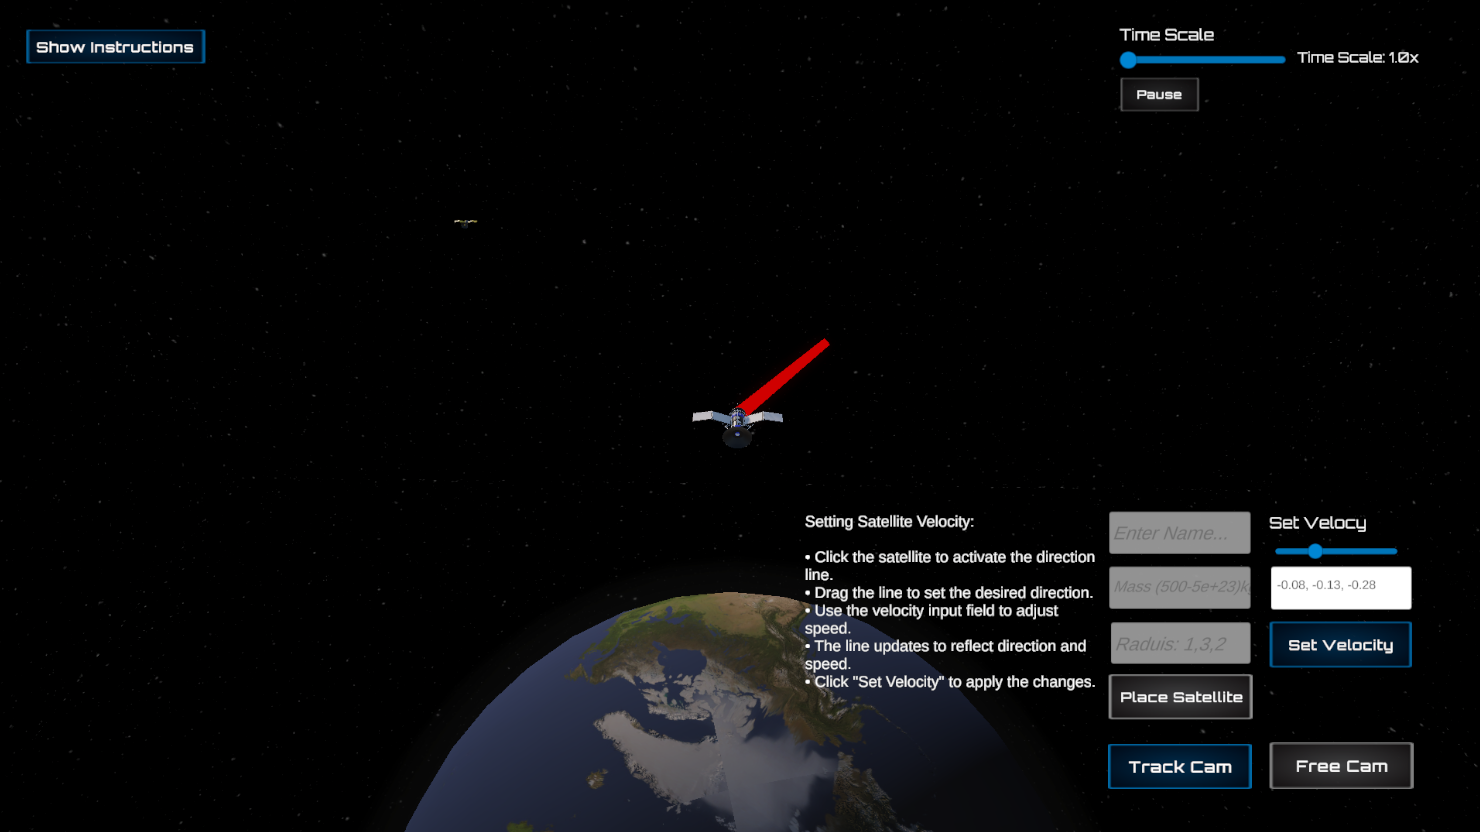 Show Instructions
Time Scale
Time Scale: 1.0x
Pause
Setting Satellite Velocity:
• Click the satellite to activate the direction
line.
• Drag the line to set the desired direction.
• Use the velocity input field to adjust
speed.
• The line updates to reflect direction and
speed.
• Click "Set Velocity" to apply the changes.
Enter Name...
Mass (500-5e+23)k
Raduis: 1,3,2
Place Satellite
Set Velocy
-0.08, -0.13, -0.28
Set Velocity
Track Cam
Free Cam